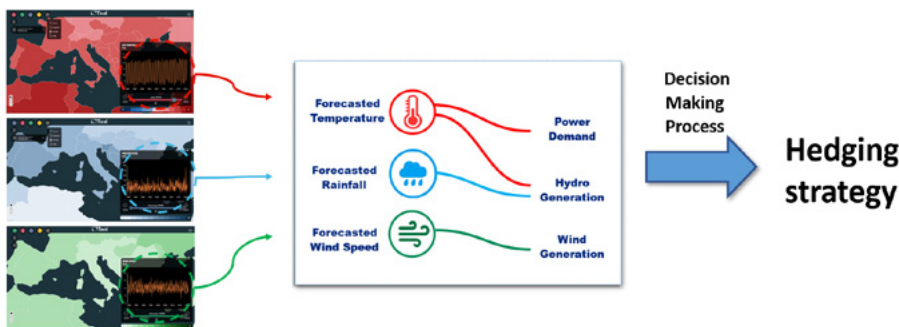 Forecasted
Temperature
Power
Demand
Forecasted
Rainfall
Hydro
Generation
Forecasted
Wind Speed
Wind
Generation
Decision
Making
Process
Hedging
strategy